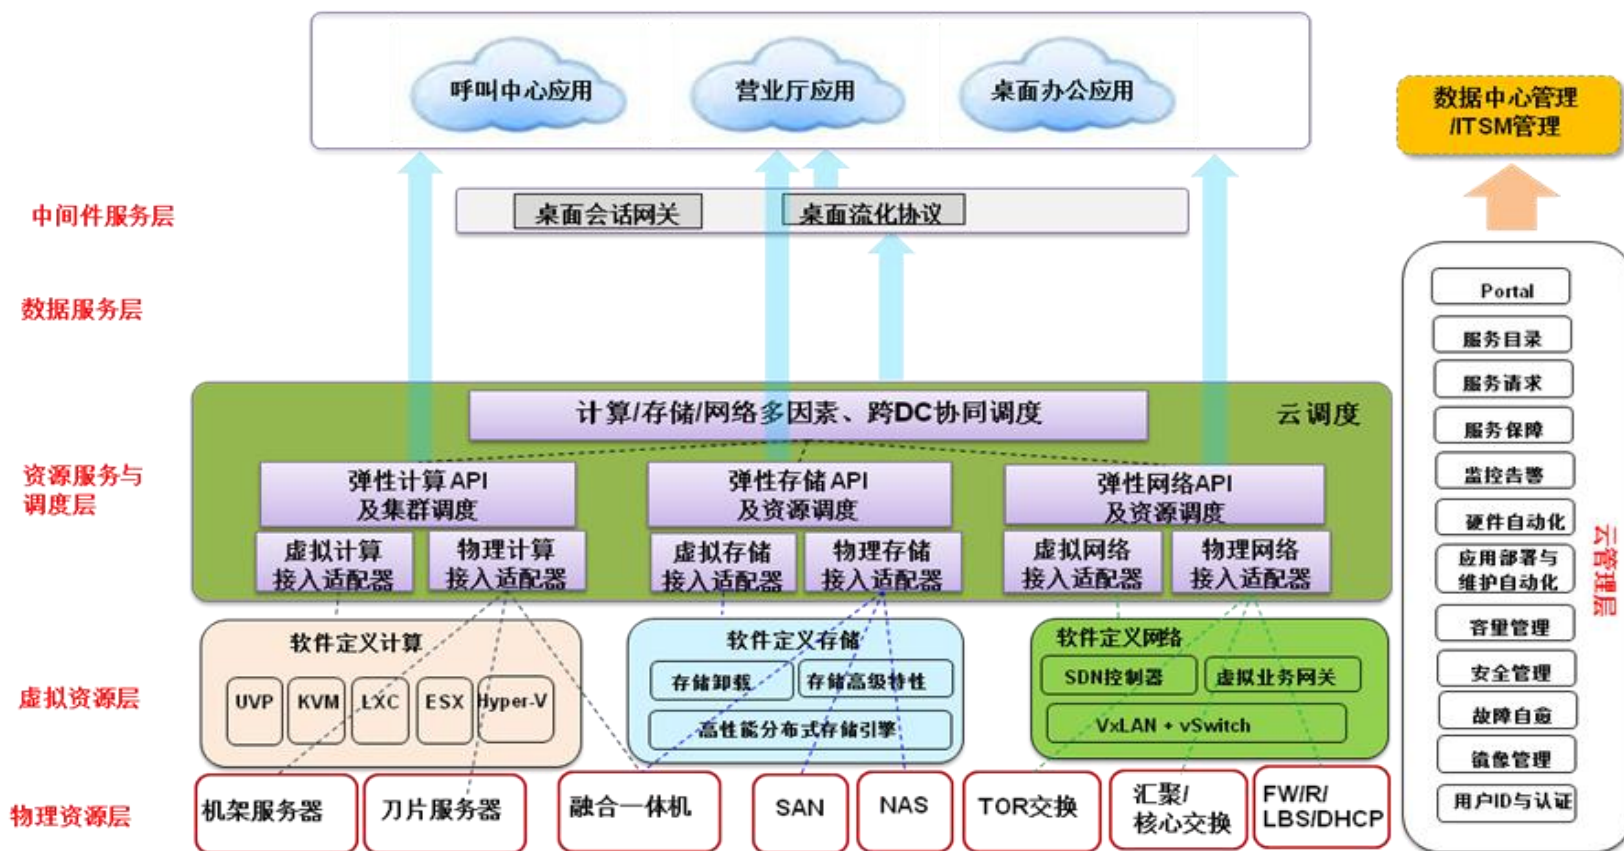 呼叫中心应用
营业厅应用
桌面办公应用
数据中心管理
/ITSM管理
中间件服务层
桌面会话网关
桌面流化协议
数据服务层
计算/存储/网络多因素、跨DC协同调度
云调度
资源服务与
调度层
弹性计算 API
及集群调度
弹性存储 API
及资源调度
弹性网络API
及资源调度
虚拟计算
接入适配器
物理计算
接入适配器
虚拟存储
接入适配器
物理存储
接入适配器
虚拟网络
接入适配器
物理网络
接入适配器
虚拟资源层
软件定义计算
UVP
KVM
LXC
ESX
Hyper-V
软件定义存储
存储卸载
存储高级特性
高性能分布式存储引擎
软件定义网络
SDN控制器
虚拟业务网关
VxLAN + vSwitch
物理资源层
机架服务器
刀片服务器
融合一体机
SAN
NAS
TOR交换
汇聚/
核心交换
FW/R/
LBS/DHCP
Portal
服务目录
服务请求
服务保障
监控告警
硬件自动化
应用部署与
维护自动化
容量管理
安全管理
故障自愈
镜像管理
用户ID与认证
云管理层